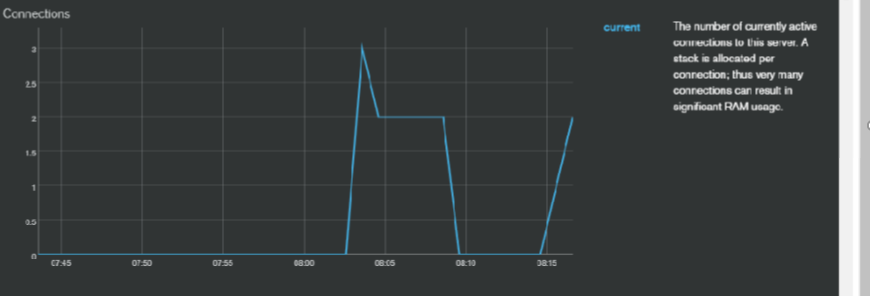 Connections
current
The number of currently active
connections to this server. A
stack is allocated per
connection; thus very many
connections can result in
significant RAM usage.
3
2.5
2
1.5
1
0.5
0
07:45 07:50 07:55 08:00 08:05 08:10 08:15